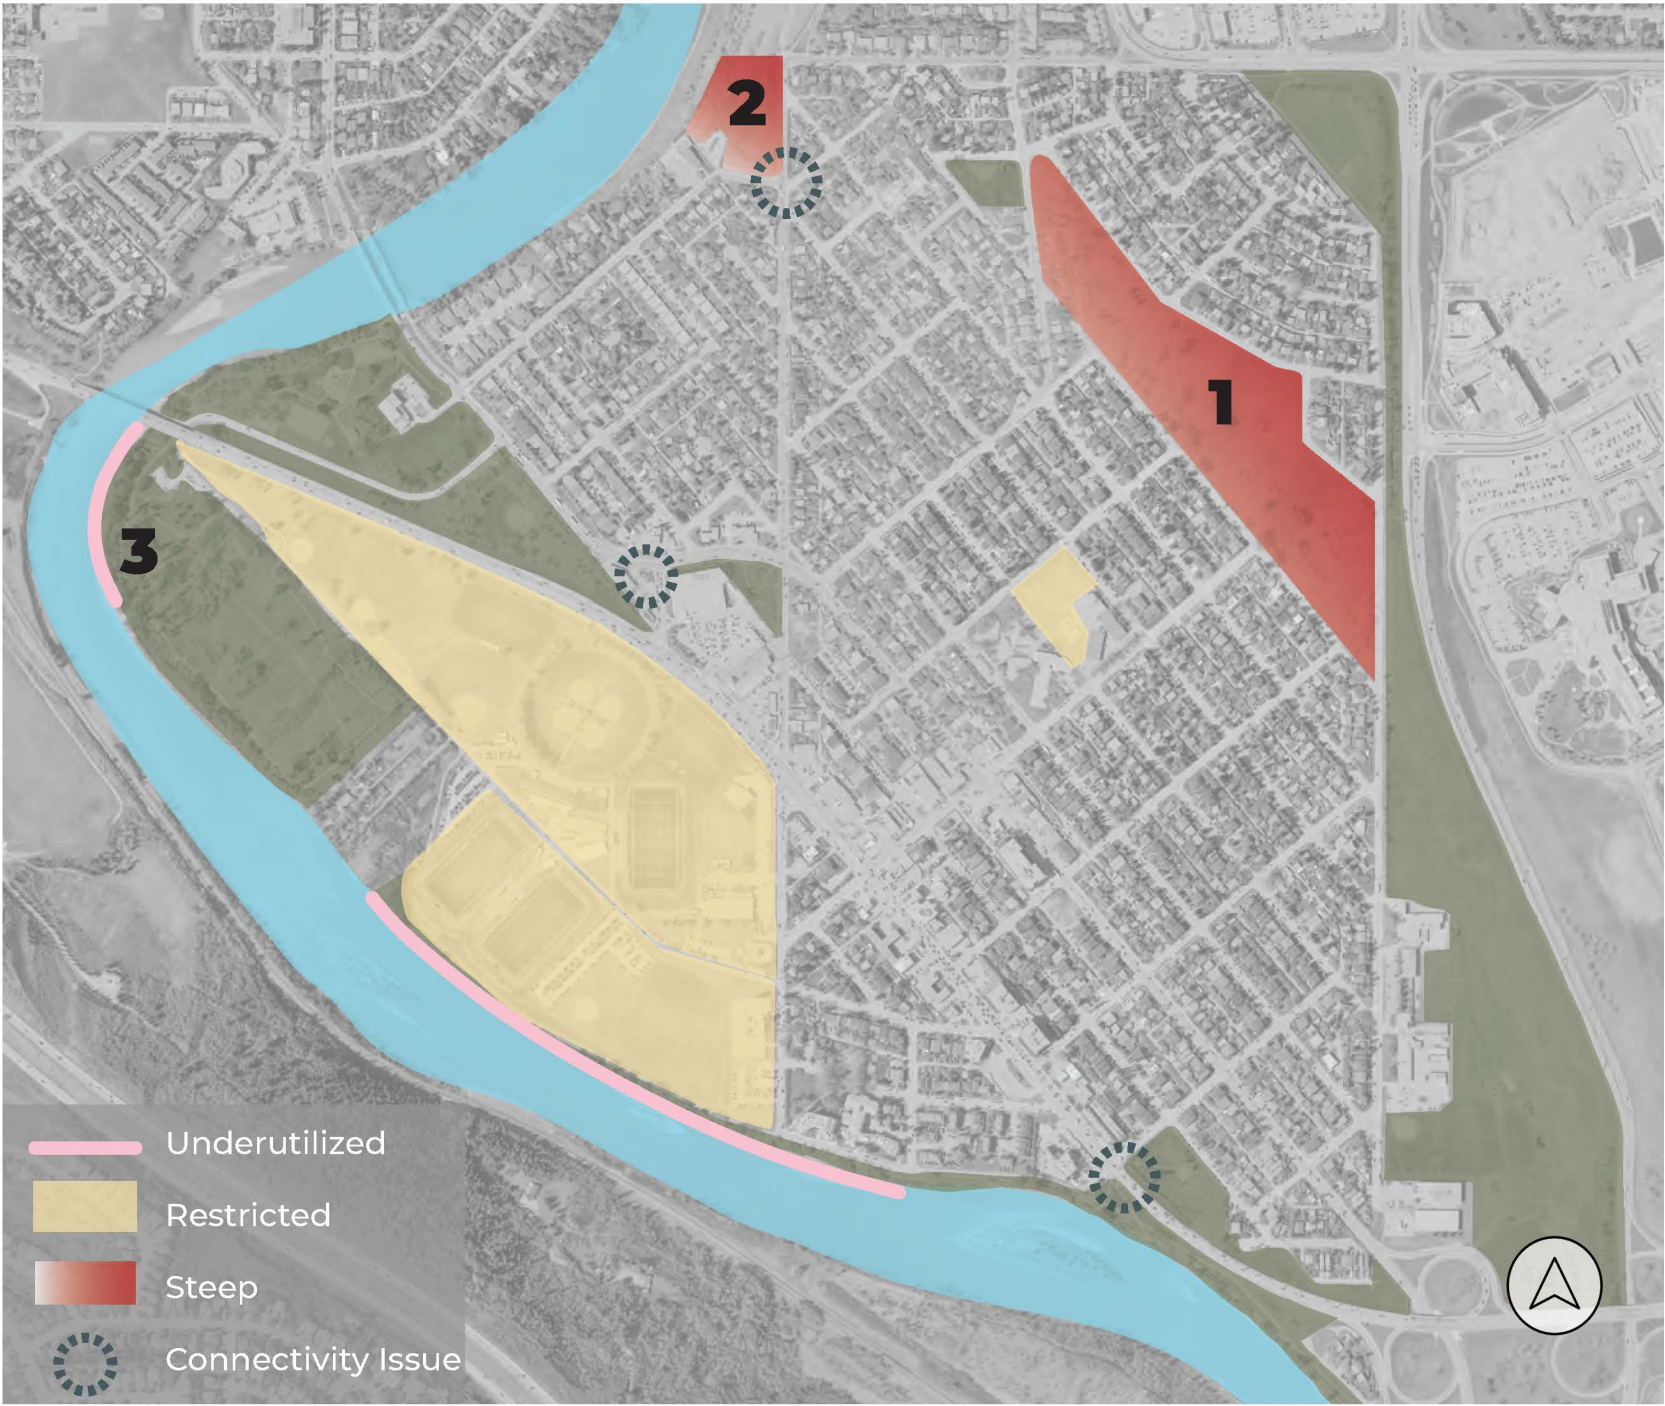 2
1
3
Underutilized
Restricted
Steep
Connectivity Issue